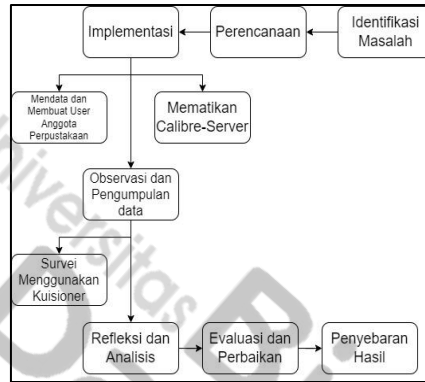 Implementasi
Perencanaan
Identifikasi
Masalah
Mendata dan
Membuat User
Anggota
Perpustakaan
Mematikan
Calibre-Server
Observasi dan
Pengumpulan
data
Survei
Menggunakan
Kuisioner
Refleksi dan
Analisis
Evaluasi dan
Perbaikan
Penyebaran
Hasil
Universitas